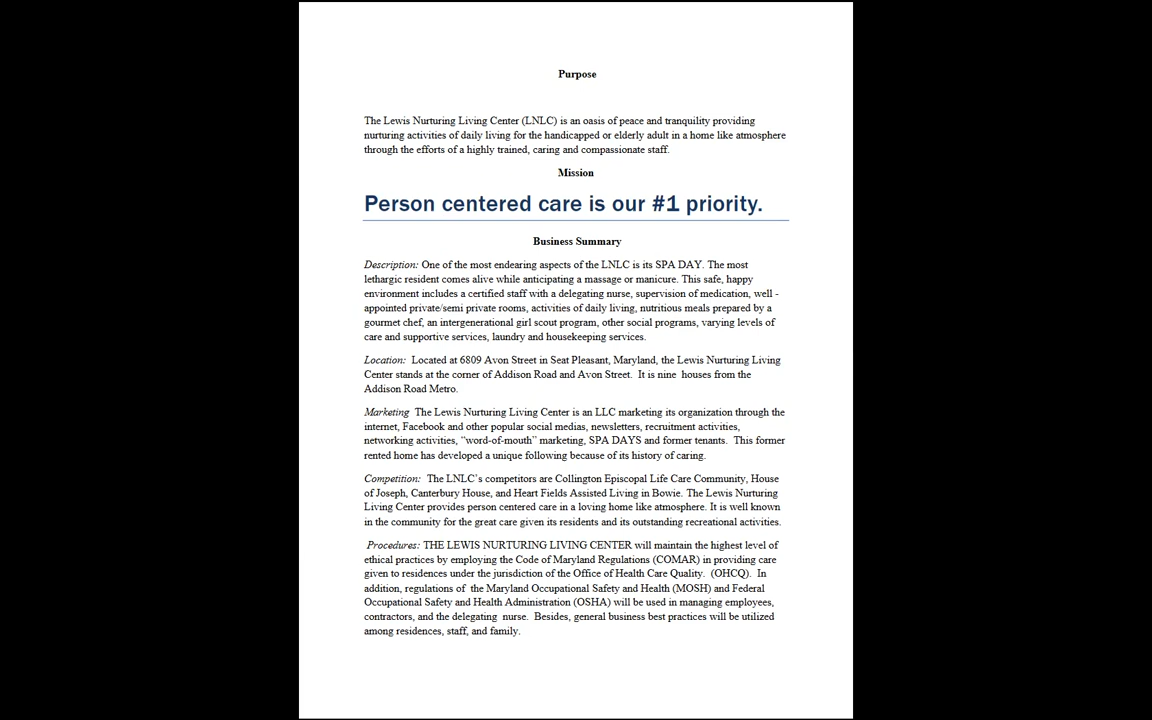 Purpose
The Lewis Nurturing Living Center (LNLC) is an oasis of peace and tranquility providing
nurturing activities of daily living for the handicapped or elderly adult in a home like atmosphere
through the efforts of a highly trained, caring and compassionate staff.
Mission
Person centered care is our #1 priority.
Business Summary
Description: One of the most endearing aspects of the LNLC is its SPA DAY. The most
lethargic resident comes alive while anticipating a massage or manicure. This safe, happy
environment includes a certified staff with a delegating nurse, supervision of medication, well -
appointed private/semi private rooms, activities of daily living, nutritious meals prepared by a
gourmet chef, an intergenerational girl scout program, other social programs, varying levels of
care and supportive services, laundry and housekeeping services.
Location: Located at 6809 Avon Street in Seat Pleasant, Maryland, the Lewis Nurturing Living
Center stands at the corner of Addison Road and Avon Street. It is nine houses from the
Addison Road Metro.
Marketing The Lewis Nurturing Living Center is an LLC marketing its organization through the
internet, Facebook and other popular social medias, newsletters, recruitment activities,
networking activities, “word-of-mouth” marketing, SPA DAYS and former tenants. This former
rented home has developed a unique following because of its history of caring.
Competition: The LNLC’s competitors are Collington Episcopal Life Care Community, House
of Joseph, Canterbury House, and Heart Fields Assisted Living in Bowie. The Lewis Nurturing
Living Center provides person centered care in a loving home like atmosphere. It is well known
in the community for the great care given its residents and its outstanding recreational activities.
Procedures: THE LEWIS NURTURING LIVING CENTER will maintain the highest level of
ethical practices by employing the Code of Maryland Regulations (COMAR) in providing care
given to residences under the jurisdiction of the Office of Health Care Quality. (OHCQ). In
addition, regulations of the Maryland Occupational Safety and Health (MOSH) and Federal
Occupational Safety and Health Administration (OSHA) will be used in managing employees,
contractors, and the delegating nurse. Besides, general business best practices will be utilized
among residences, staff, and family.